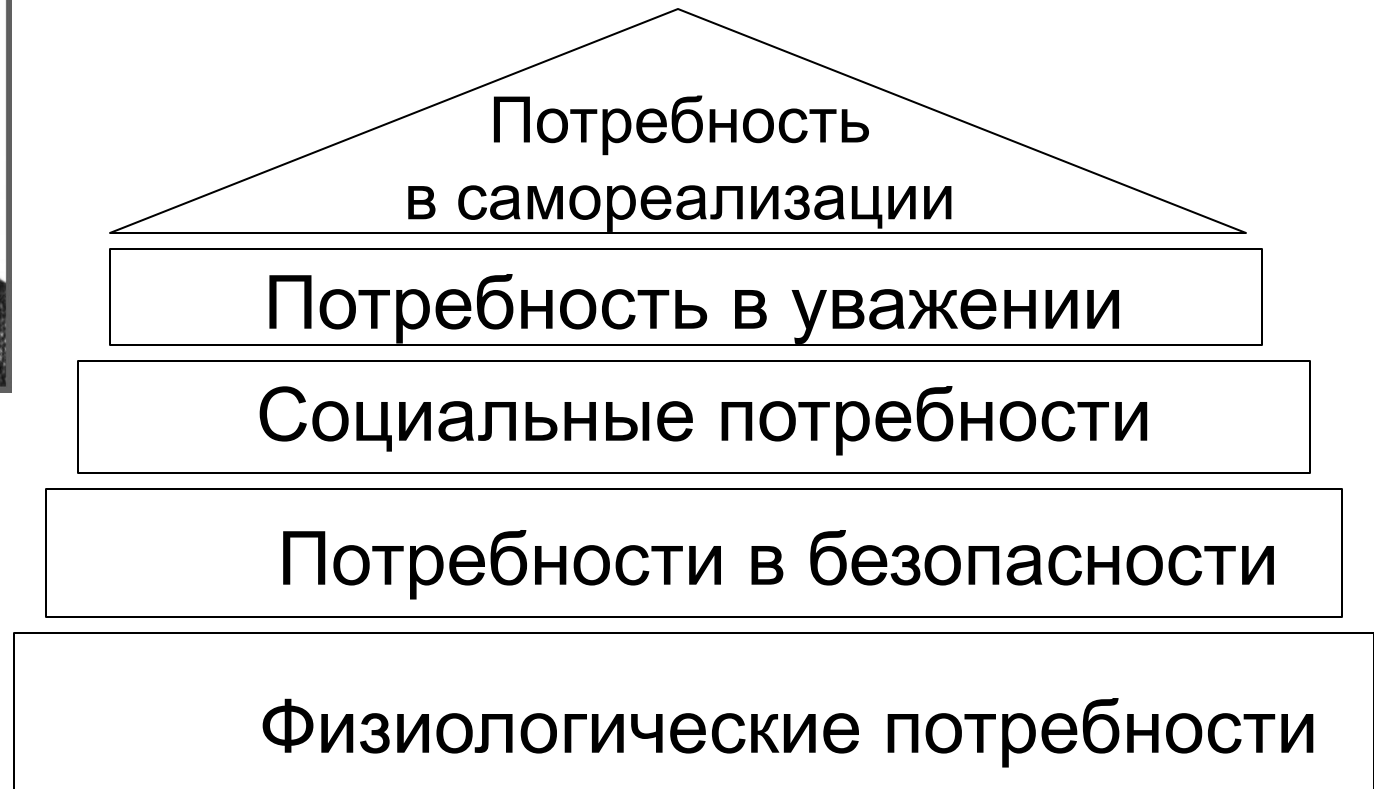 Потребность
в самореализации
Потребность в уважении
Социальные потребности
Потребности в безопасности
Физиологические потребности